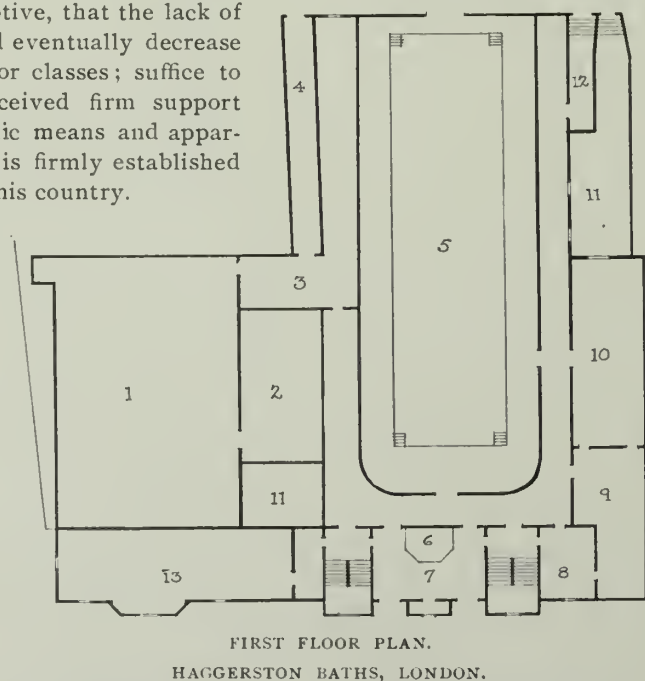 tive, that the lack of
l eventually decrease
or classes; suffice to
ceived firm support
ic means and appar-
is firmly established
his country.
4
12
11
5
3
10
1
2
11
9
6
13
7
8
FIRST FLOOR PLAN.
HAGGERSTON BATHS, LONDON.